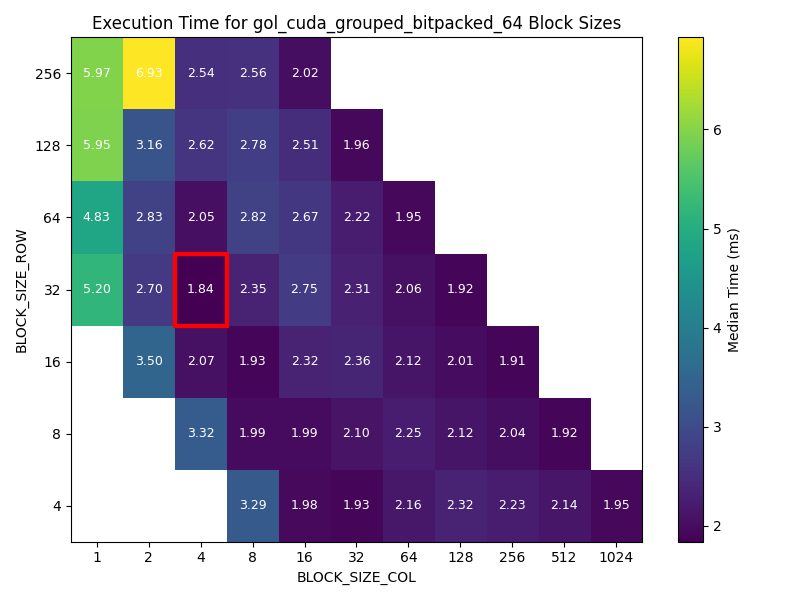 Execution Time for gol_cuda_grouped_bitpacked_64 Block Sizes
BLOCK_SIZE_ROW
256 5.97 6.93 2.54 2.56 2.02
128 5.95 3.16 2.62 2.78 2.51 1.96
64 4.83 2.83 2.05 2.82 2.67 2.22 1.95
32 5.20 2.70 1.84 2.35 2.75 2.31 2.06 1.92
16 3.50 2.07 1.93 2.32 2.36 2.12 2.01 1.91
8 3.32 1.99 1.99 2.10 2.25 2.12 2.04 1.92
4 3.29 1.98 1.93 2.16 2.32 2.23 2.14 1.95
1 2 4 8 16 32 64 128 256 512 1024
BLOCK_SIZE_COL
6
5
4
3
2
Median Time (ms)